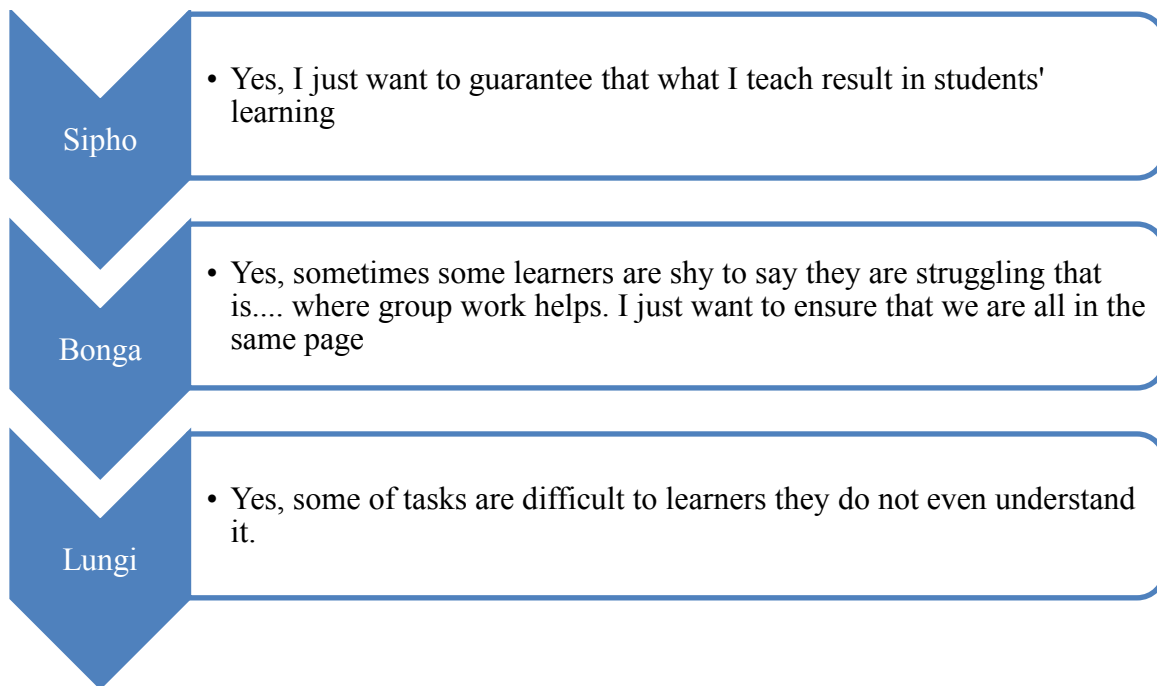 Sipho
• Yes, I just want to guarantee that what I teach result in students'
learning
Bonga
• Yes, sometimes some learners are shy to say they are struggling that
is.... where group work helps. I just want to ensure that we are all in the
same page
Lungi
• Yes, some of tasks are difficult to learners they do not even understand
it.